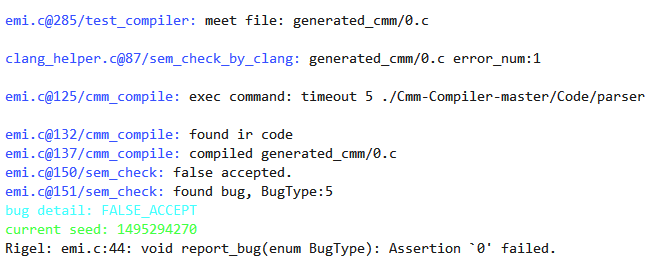 emi.c@285/test_compiler: meet file: generated_cmm/0.c
clang_helper.c@87/sem_check_by_clang: generated_cmm/0.c error_num:1
emi.c@125/cmm_compile: exec command: timeout 5 ./Cmm-Compiler-master/Code/parser
emi.c@132/cmm_compile: found ir code
emi.c@137/cmm_compile: compiled generated_cmm/0.c
emi.c@150/sem_check: false accepted.
emi.c@151/sem_check: found bug, BugType:5
bug detail: FALSE_ACCEPT
current seed: 1495294270
Rigel: emi.c:44: void report_bug(enum BugType): Assertion `0' failed.